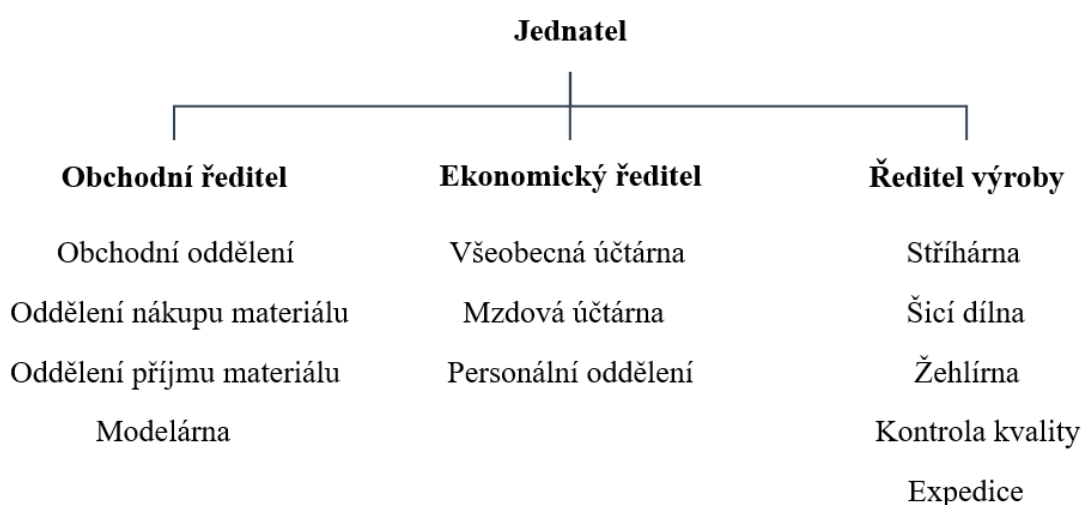 Jednatel
Obchodní ředitel
Ekonomický ředitel
Ředitel výroby
Obchodní oddělení
Všeobecná účtárna
Stříhárna
Oddělení nákupu materiálu
Mzdová účtárna
Šicí dílna
Oddělení příjmu materiálu
Personální oddělení
Žehlírna
Modelárna
Kontrola kvality
Expedice